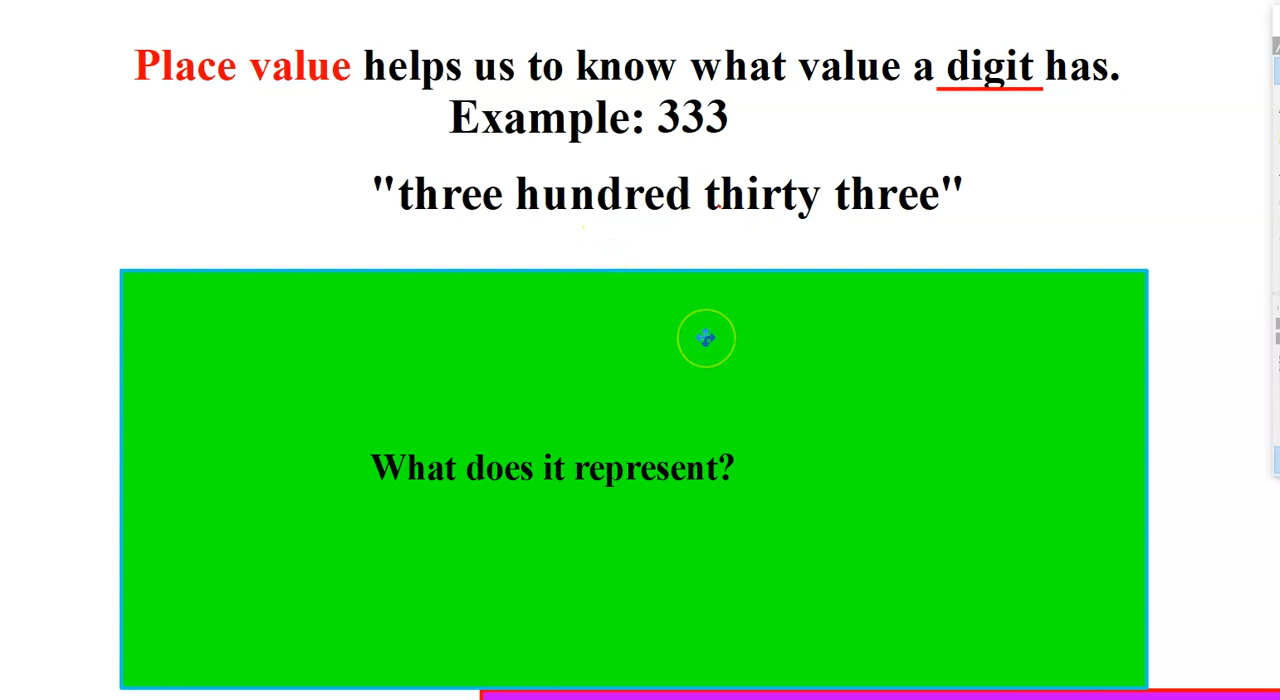 Place value helps us to know what value a digit has.
Example: 333
"three hundred thirty three"
What does it represent?